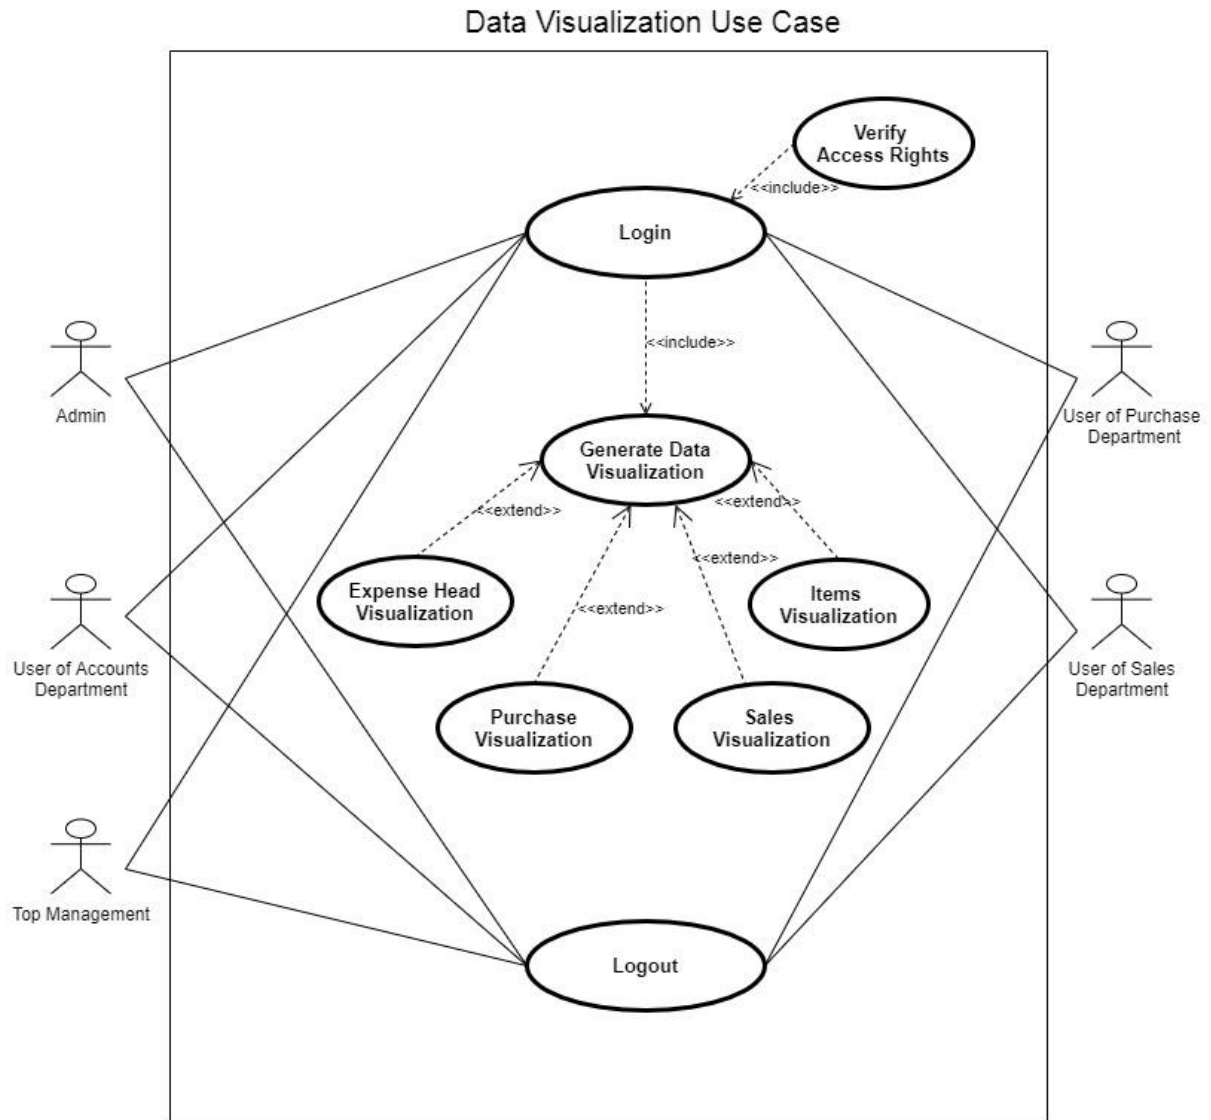 Data Visualization Use Case
Verify
Access Rights
<<include>>
Login
<<include>>
Admin
User of Purchase
Department
Generate Data
Visualization
<<extend>>
<<extend>>
<<extend>>
<<extend>>
Expense Head
Visualization
Items
Visualization
User of Accounts
Department
User of Sales
Department
Purchase
Visualization
Sales
Visualization
Top Management
Logout